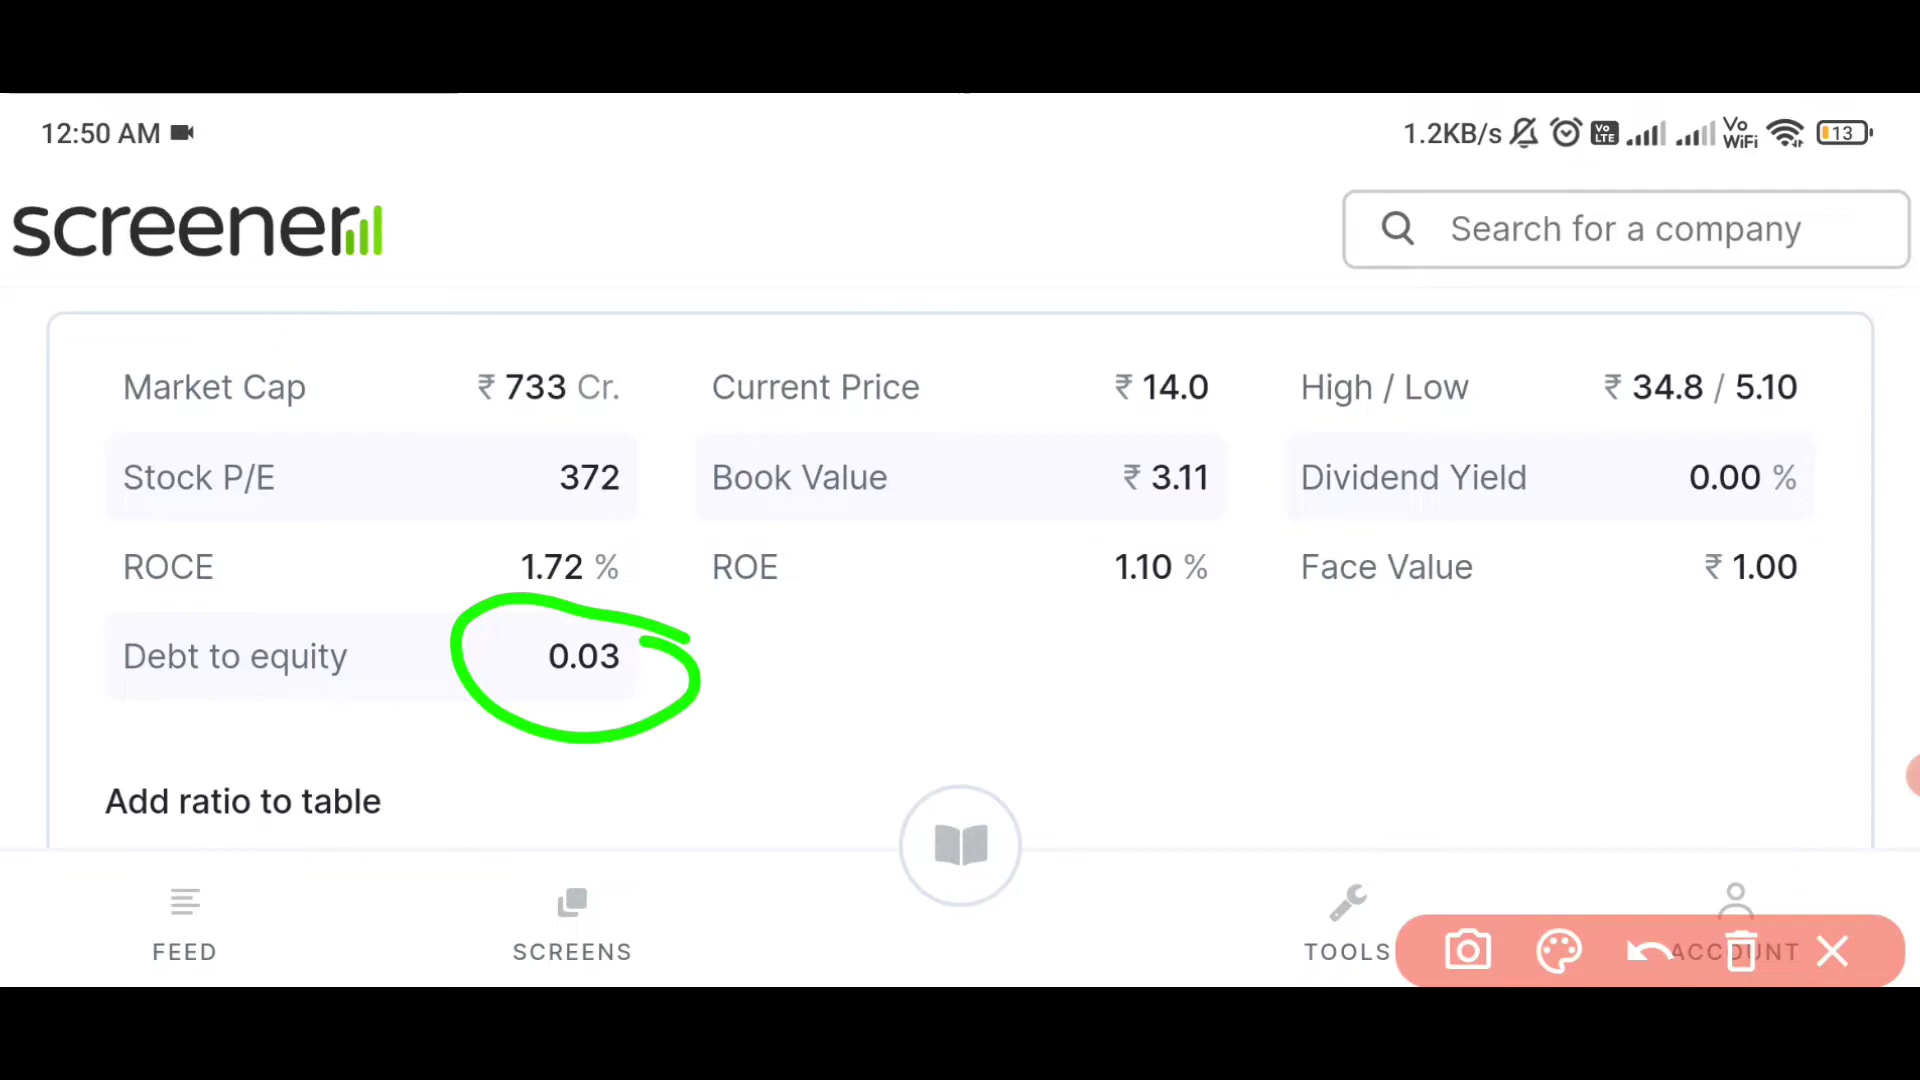 12:50 AM 1.2KB/s Vo LTE Vo WiFi 13
screener Search for a company
Market Cap ₹ 733 Cr. Current Price ₹ 14.0 High / Low ₹ 34.8 / 5.10
Stock P/E 372 Book Value ₹ 3.11 Dividend Yield 0.00 %
ROCE 1.72 % ROE 1.10 % Face Value ₹ 1.00
Debt to equity 0.03
Add ratio to table
FEED SCREENS TOOLS ACCOUNT